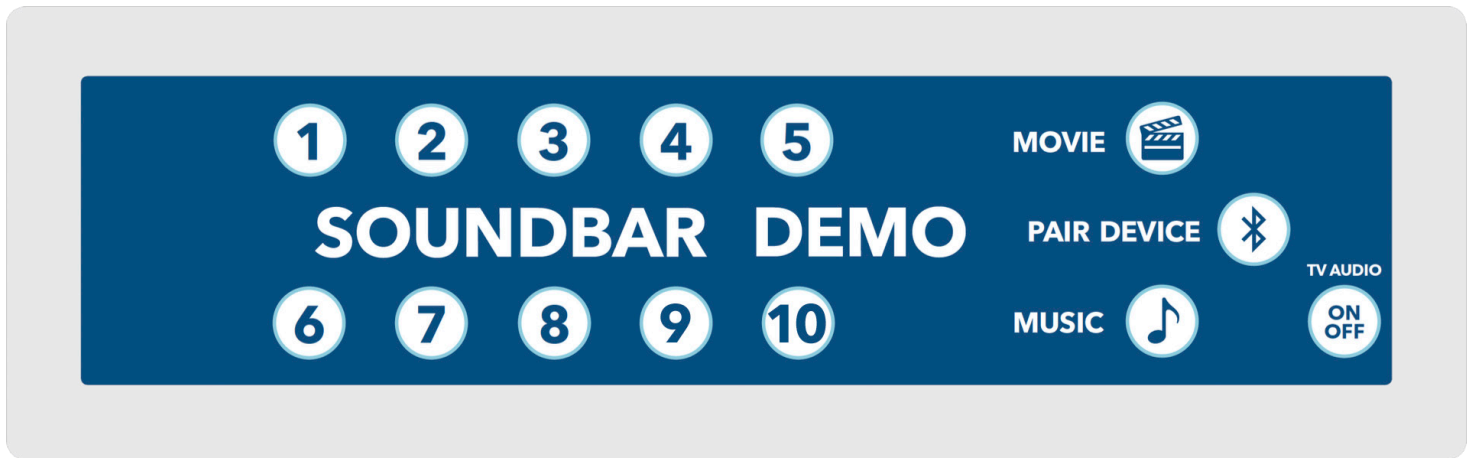 1 2 3 4 5 MOVIE
SOUNDBAR DEMO PAIR DEVICE
TV AUDIO
6 7 8 9 10 MUSIC ON
OFF